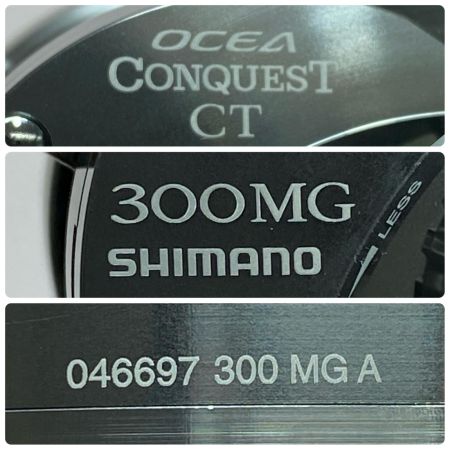 OCEA
CONQUEST
CT
300MG
SHIMANO
LESS
046697 300 MG A